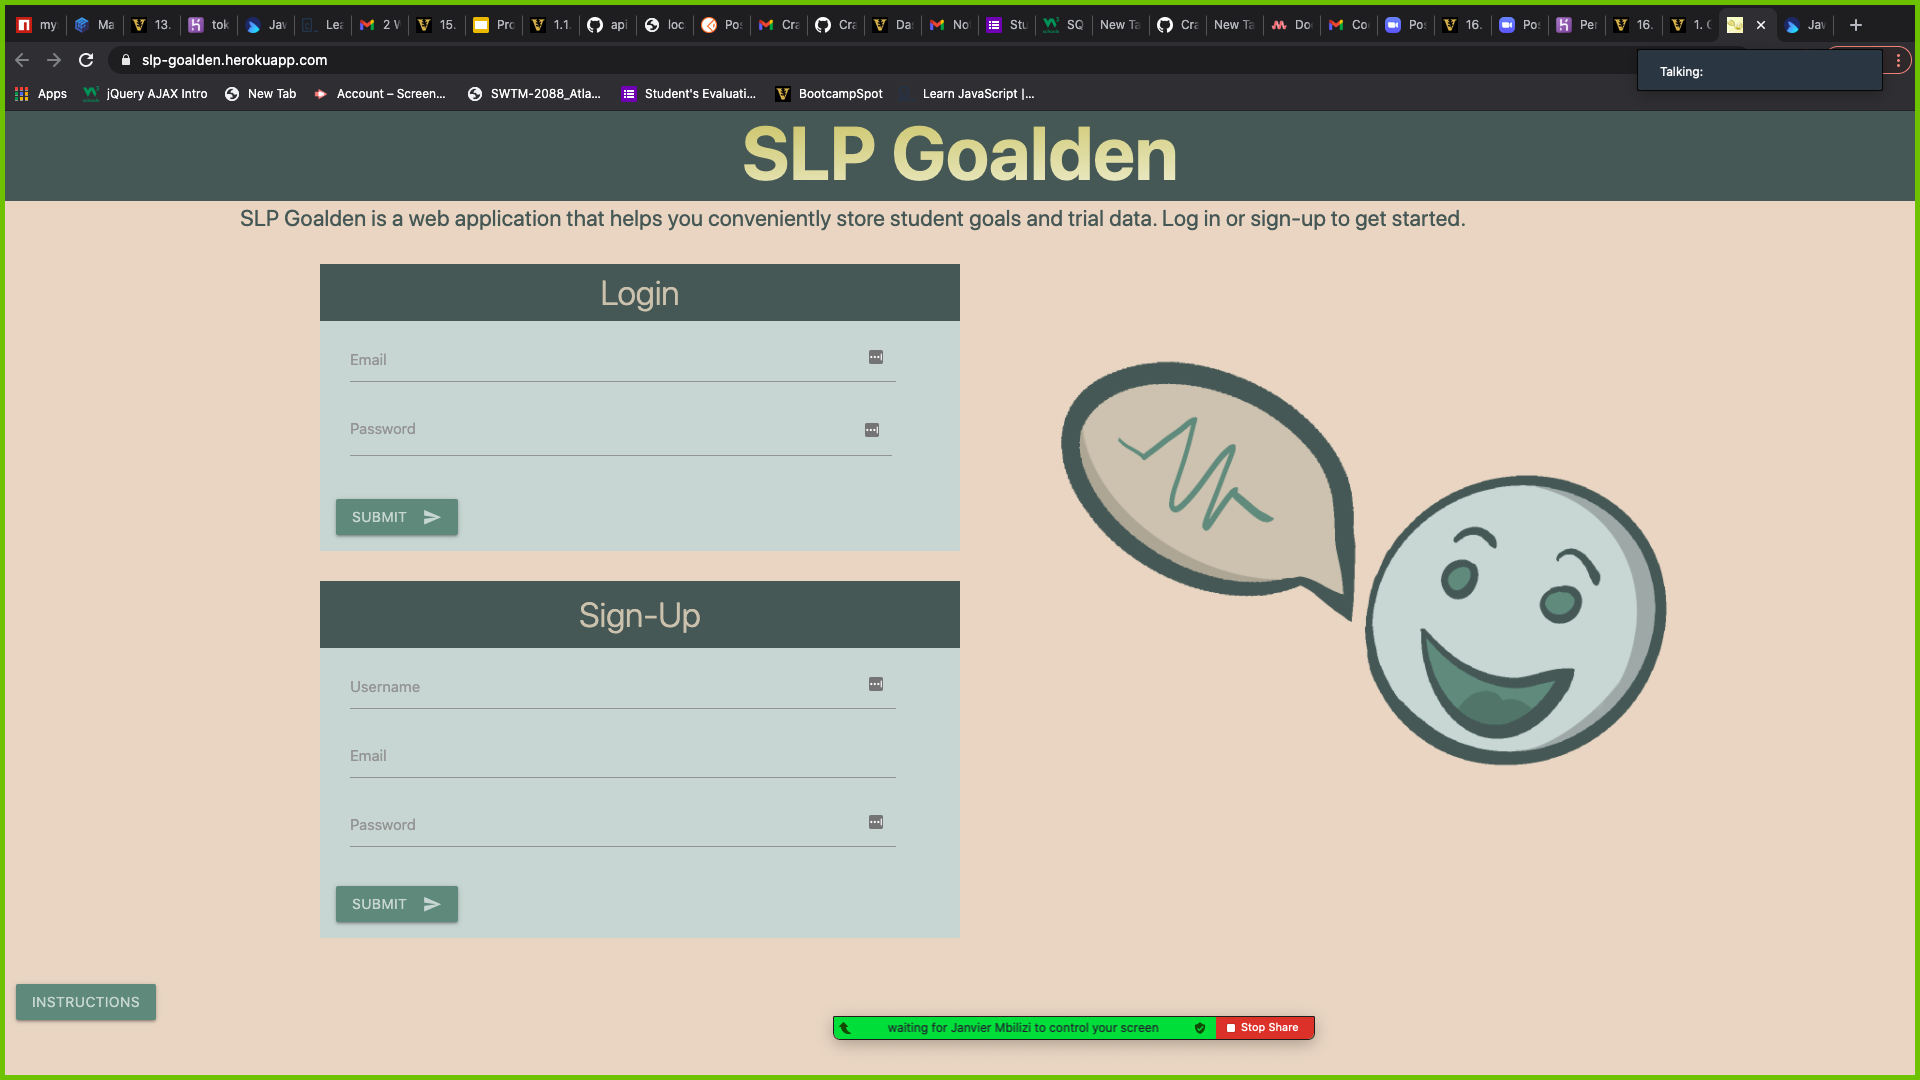 my
Ma
13.
tok
Jav
Lea
2 W
15.
Pro
1.1.
api
loc
Pos
Cra
Cra
Da:
No
Stu
SQ
New Ta
Cra
New Ta
Do
Co
Pos
16.
Pos
Per
16.
1. C
Jav
slp-goalden.herokuapp.com
Talking:
Apps
jQuery AJAX Intro
New Tab
Account – Screen...
SWTM-2088_Atla...
Student's Evaluati...
BootcampSpot
Learn JavaScript |...
SLP Goalden
SLP Goalden is a web application that helps you conveniently store student goals and trial data. Log in or sign-up to get started.
Login
Email
Password
SUBMIT
Sign-Up
Username
Email
Password
SUBMIT
INSTRUCTIONS
waiting for Janvier Mbilizi to control your screen
Stop Share